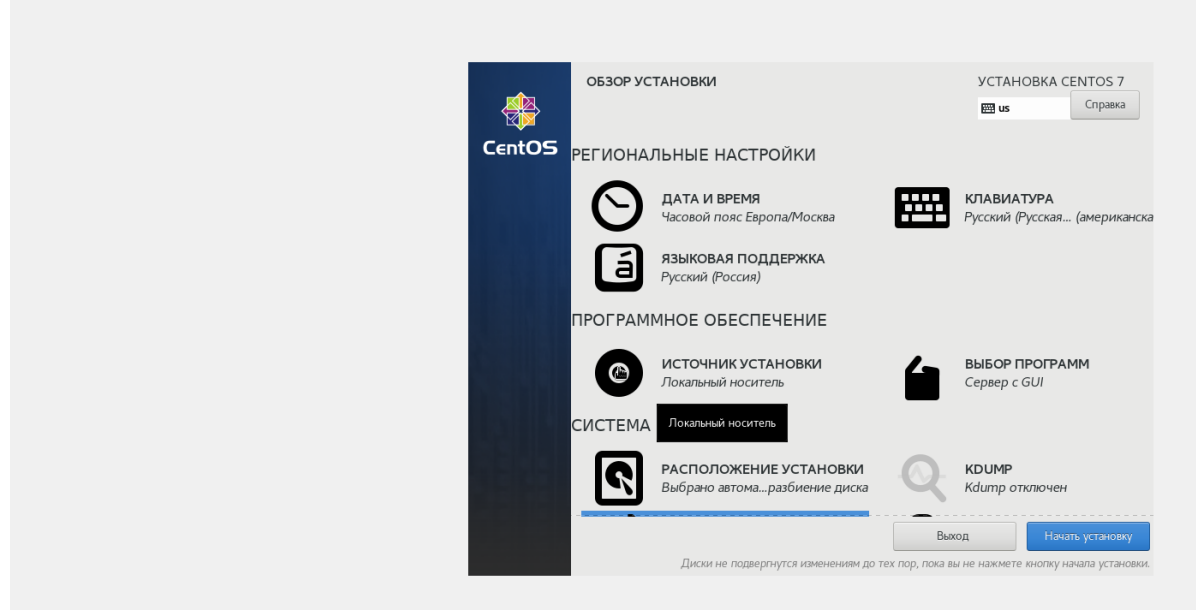 ОБЗОР УСТАНОВКИ
УСТАНОВКА CENTOS 7
us
Справка
CentOS
РЕГИОНАЛЬНЫЕ НАСТРОЙКИ
ДАТА И ВРЕМЯ
Часовой пояс Европа/Москва
КЛАВИАТУРА
Русский (Русская... (американска
ЯЗЫКОВАЯ ПОДДЕРЖКА
Русский (Россия)
ПРОГРАММНОЕ ОБЕСПЕЧЕНИЕ
ИСТОЧНИК УСТАНОВКИ
Локальный носитель
ВЫБОР ПРОГРАММ
Сервер с GUI
СИСТЕМА
Локальный носитель
РАСПОЛОЖЕНИЕ УСТАНОВКИ
Выбрано автома...разбиение диска
KDUMP
Kdump отключен
Выход
Начать установку
Диски не подвергнутся изменениям до тех пор, пока вы не нажмете кнопку начала установки.